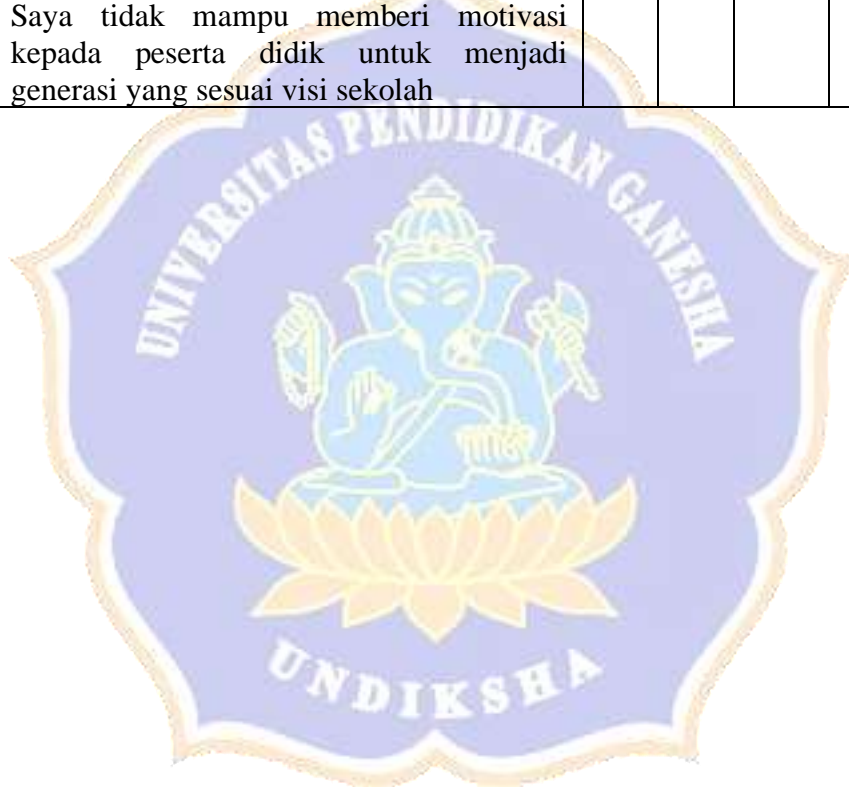 Saya tidak mampu memberi motivasi
kepada peserta didik untuk menjadi
generasi yang sesuai visi sekolah
UNIVERSITAS PENDIDIKAN GANESHA
UNDIKSHA